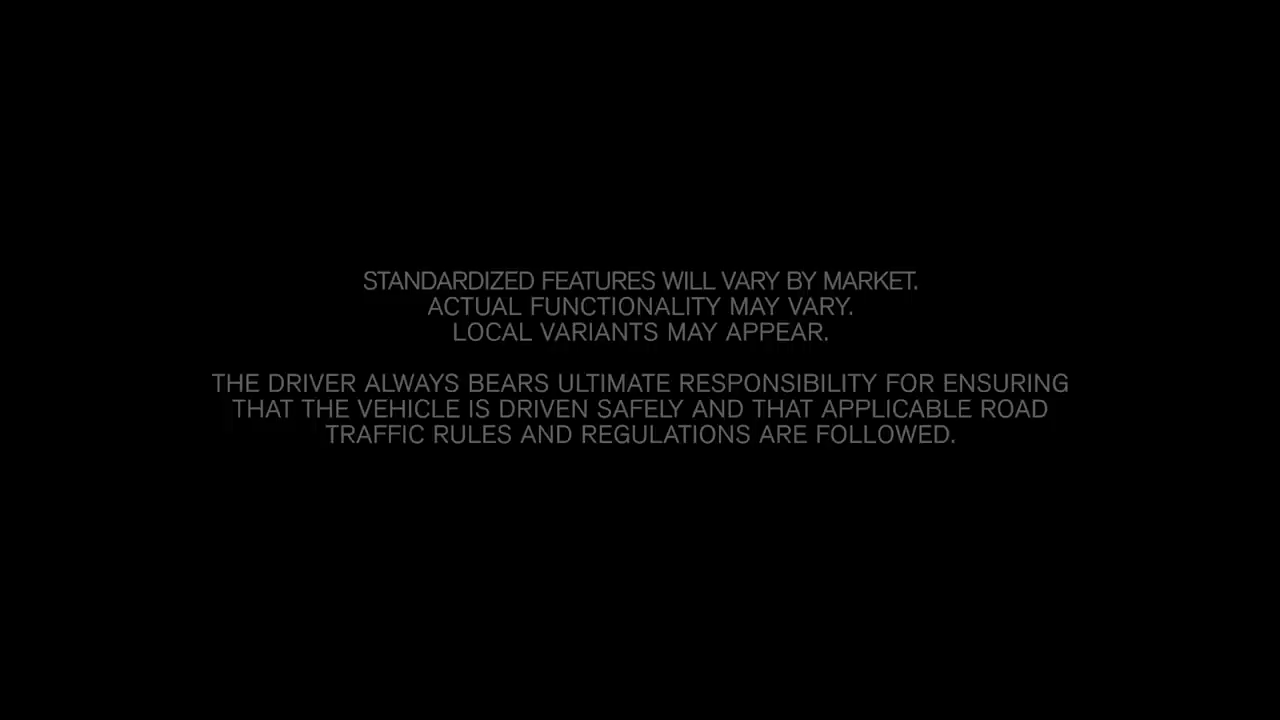 STANDARDIZED FEATURES WILL VARY BY MARKET.
ACTUAL FUNCTIONALITY MAY VARY.
LOCAL VARIANTS MAY APPEAR.
THE DRIVER ALWAYS BEARS ULTIMATE RESPONSIBILITY FOR ENSURING
THAT THE VEHICLE IS DRIVEN SAFELY AND THAT APPLICABLE ROAD
TRAFFIC RULES AND REGULATIONS ARE FOLLOWED.